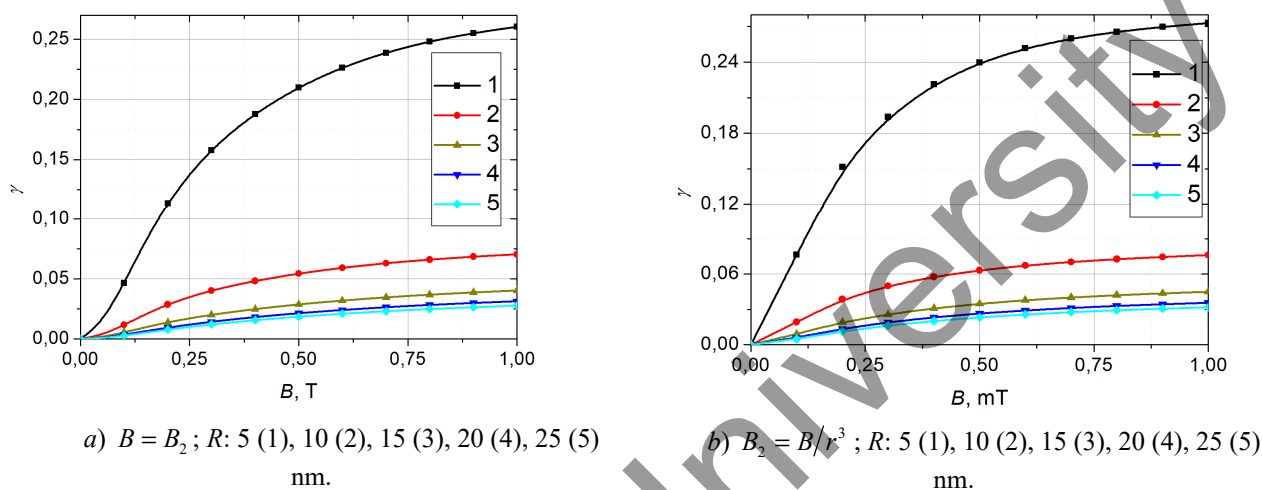 0,25
0,20
0,15
0,10
0,05
0,00
γ
0,00 0,25 0,50 0,75 1,00
B, T
1
2
3
4
5
a) B = B₂ ; R: 5 (1), 10 (2), 15 (3), 20 (4), 25 (5)
nm.
0,24
0,18
0,12
0,06
0,00
γ
0,00 0,25 0,50 0,75 1,00
B, mT
1
2
3
4
5
b) B₂ = B/r³ ; R: 5 (1), 10 (2), 15 (3), 20 (4), 25 (5)
nm.
University